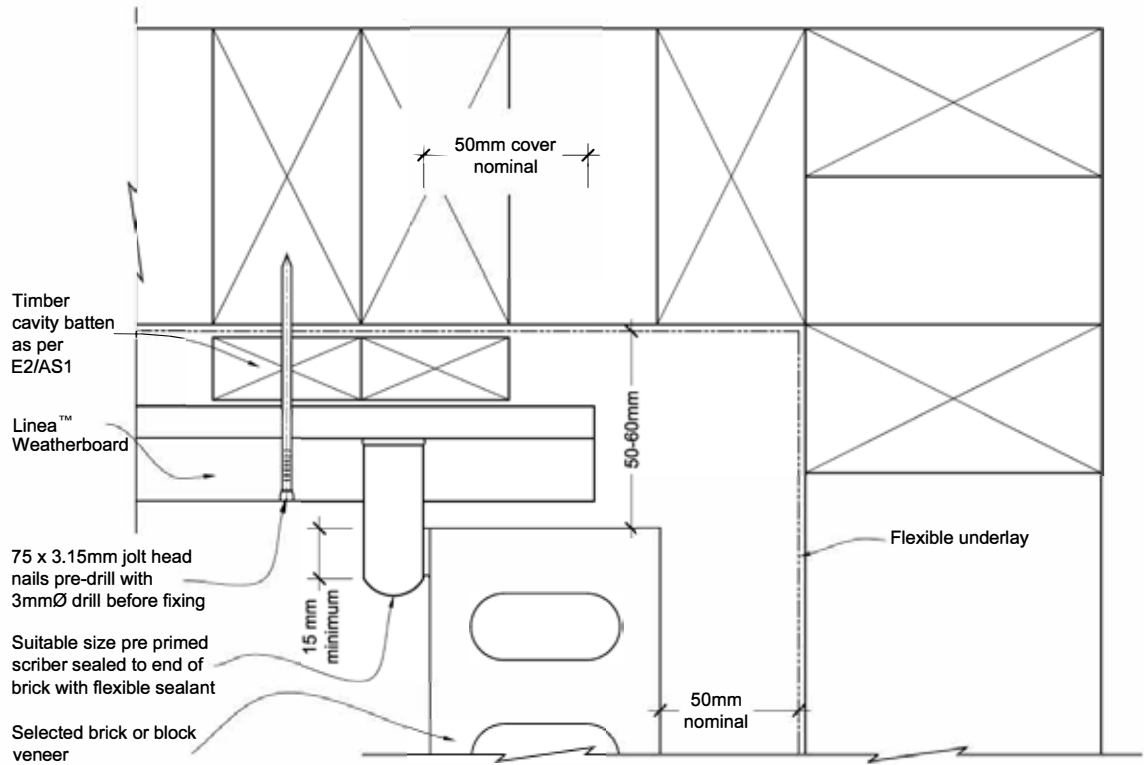 50mm cover
nominal
Timber
cavity batten
as per
E2/AS1
Linea™
Weatherboard
50-60mm
Flexible underlay
75 x 3.15mm jolt head
nails pre-drill with
3mmØ drill before fixing
15 mm
minimum
Suitable size pre primed
scriber sealed to end of
brick with flexible sealant
50mm
nominal
Selected brick or block
veneer